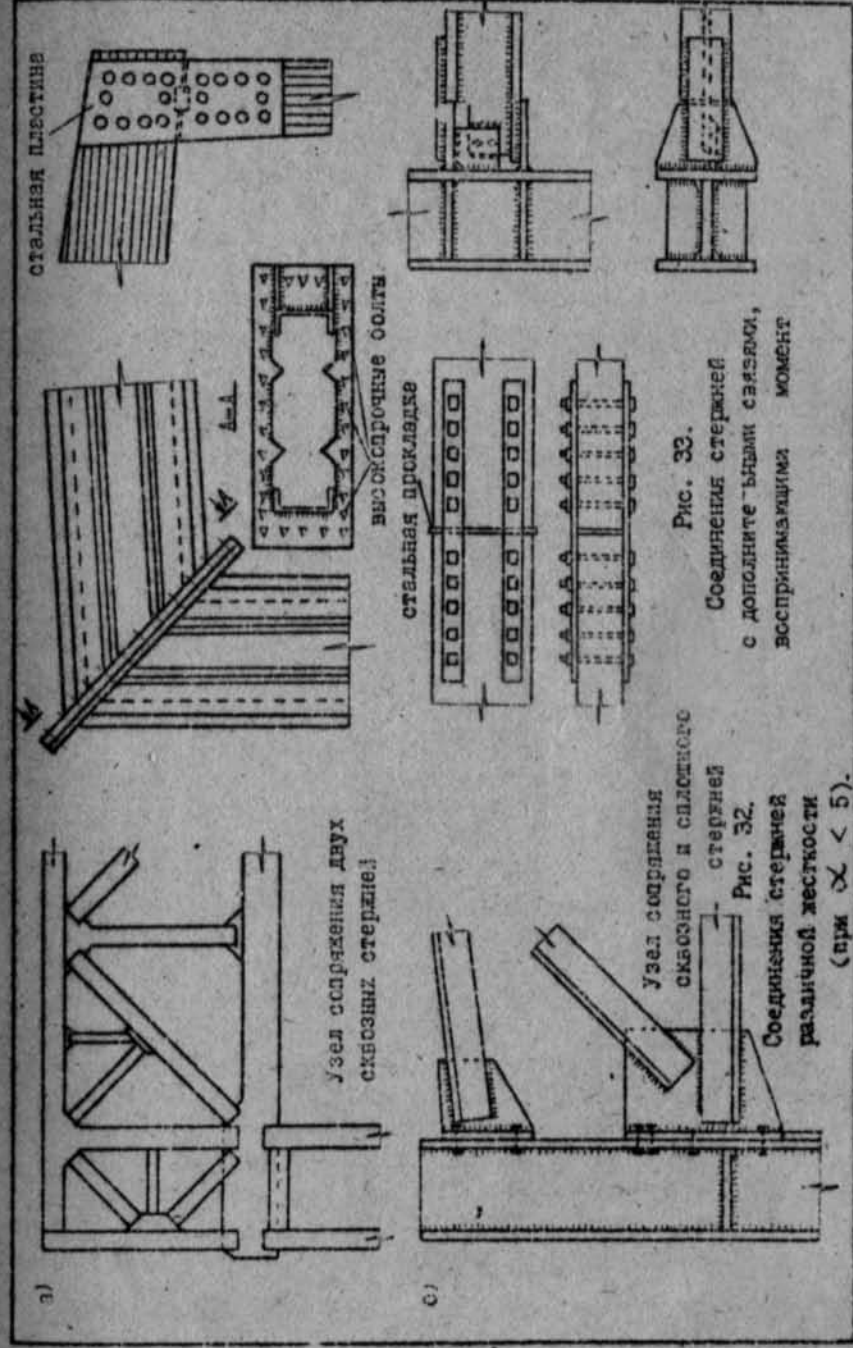 стальная пластина
А-А
высокопрочные болты
стальная прокладка
а)
Узел сопряжения двух
сквозных стержней
б)
Узел сопряжения
сквозного и сплошного
стержней
Рис. 32.
Соединения стержней
различной жесткости
(при α < 5).
Рис. 33.
Соединения стержней
с дополнительными связями,
воспринимающими момент